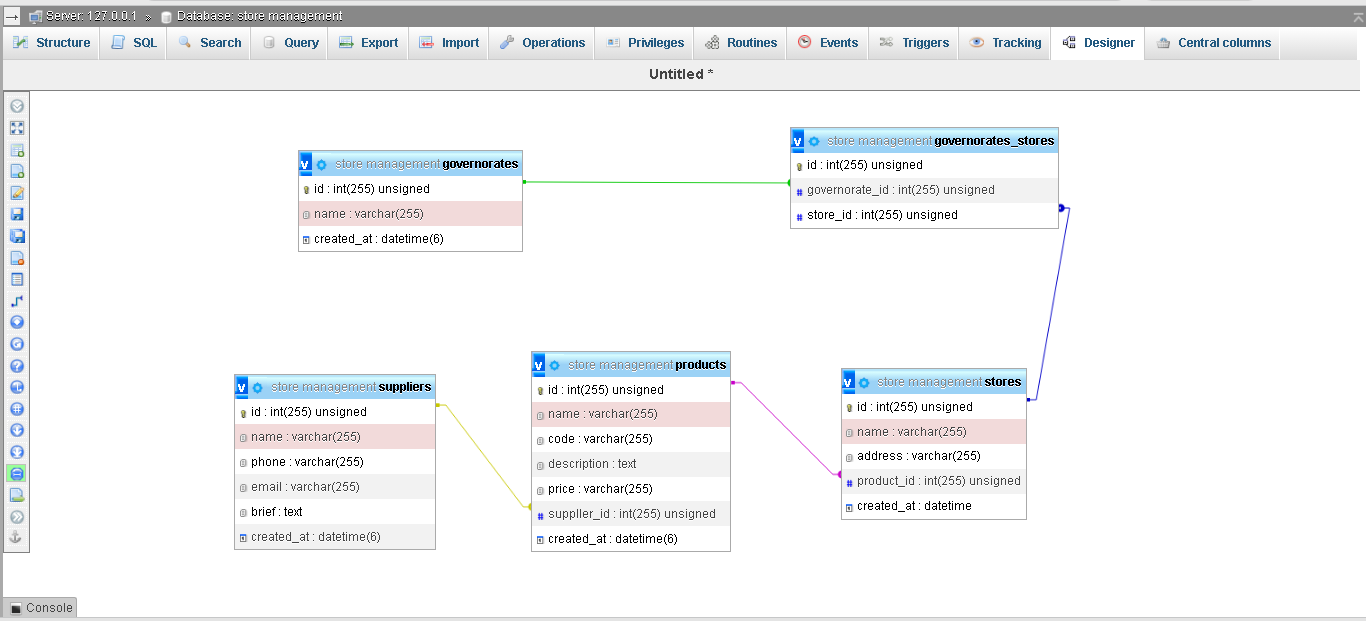 Server: 127.0.0.1 » Database: store management
Structure SQL Search Query Export Import Operations Privileges Routines Events Triggers Tracking Designer Central columns
Untitled *
v store management governorates
id : int(255) unsigned
name : varchar(255)
created_at : datetime(6)
v store management governorates_stores
id : int(255) unsigned
# governorate_id : int(255) unsigned
# store_id : int(255) unsigned
v store management suppliers
id : int(255) unsigned
name : varchar(255)
phone : varchar(255)
email : varchar(255)
brief : text
created_at : datetime(6)
v store management products
id : int(255) unsigned
name : varchar(255)
code : varchar(255)
description : text
price : varchar(255)
# suppller_id : int(255) unsigned
created_at : datetime(6)
v store management stores
id : int(255) unsigned
name : varchar(255)
address : varchar(255)
# product_id : int(255) unsigned
created_at : datetime
Console